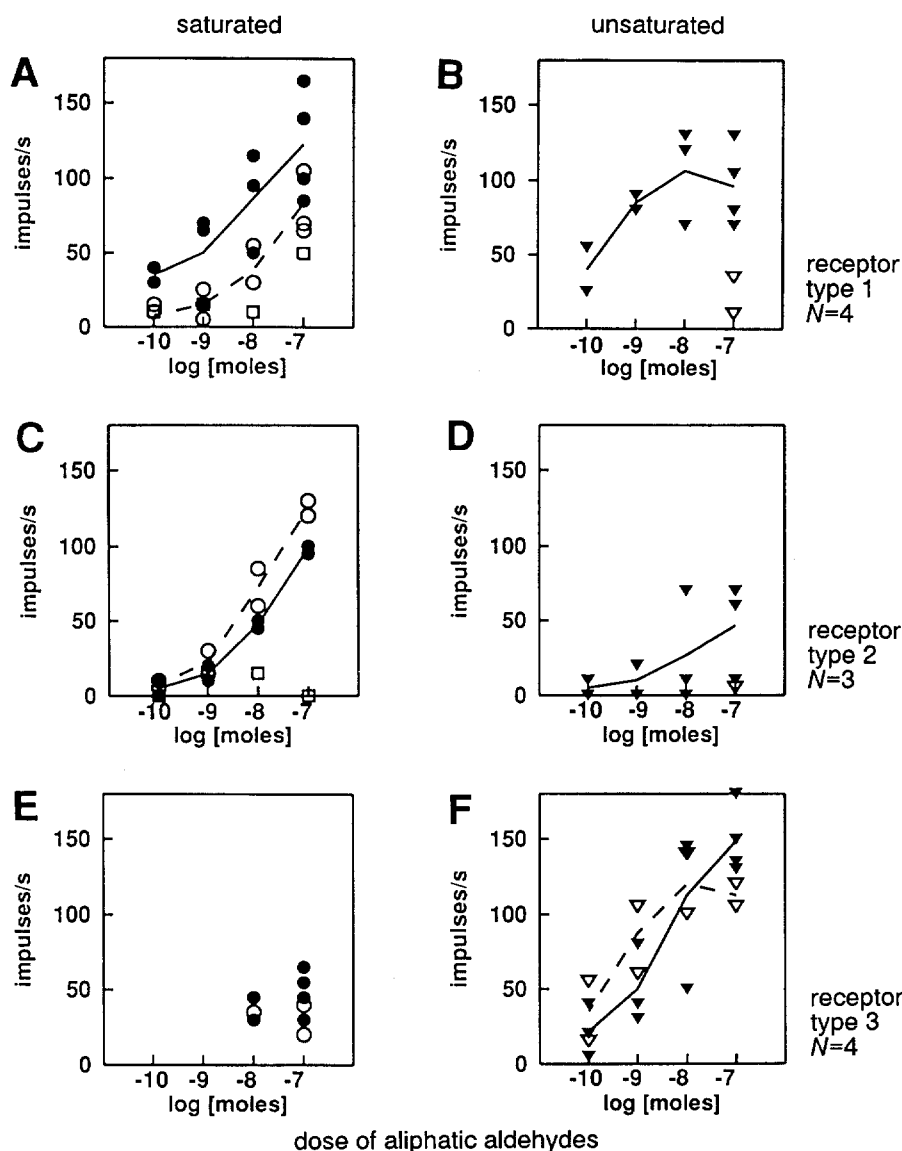 saturated
unsaturated
A
impulses/s
150
100
50
0
-10 -9 -8 -7
log [moles]
B
impulses/s
150
100
50
0
-10 -9 -8 -7
log [moles]
receptor
type 1
N=4
C
impulses/s
150
100
50
0
-10 -9 -8 -7
log [moles]
D
impulses/s
150
100
50
0
-10 -9 -8 -7
log [moles]
receptor
type 2
N=3
E
impulses/s
150
100
50
0
-10 -9 -8 -7
log [moles]
F
impulses/s
150
100
50
0
-10 -9 -8 -7
log [moles]
receptor
type 3
N=4
dose of aliphatic aldehydes